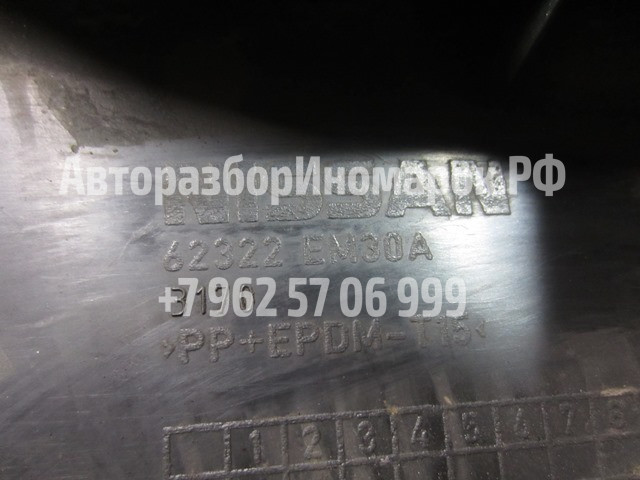 NISSAN
АвторазборИномарок.РФ
62322 EM30A
+7962 57 06 999
>PP+EPDM-T15<
1 2 3 4 5 4 7 8